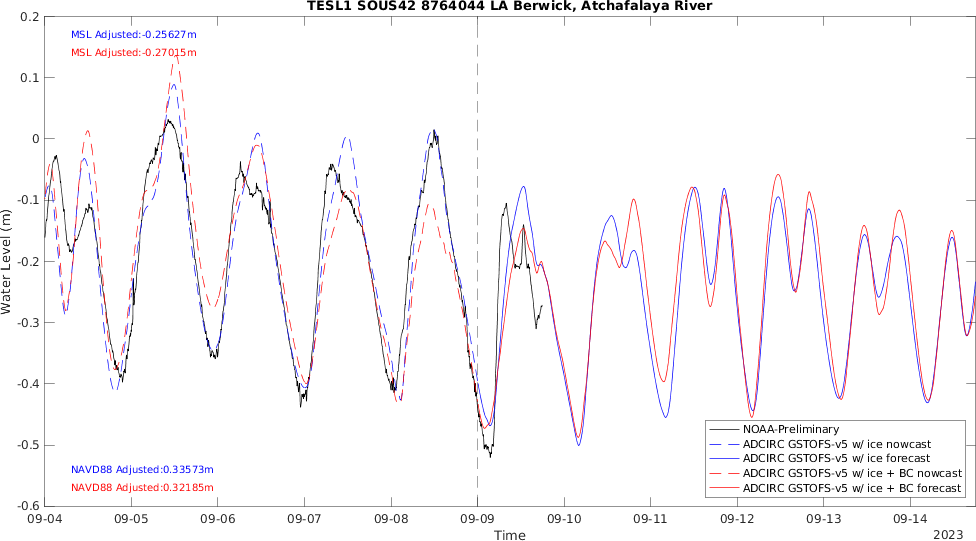 TESL1 SOUS42 8764044 LA Berwick, Atchafalaya River
0.2
MSL Adjusted:-0.25627m
MSL Adjusted:-0.27015m
0.1
0
-0.1
-0.2
-0.3
-0.4
-0.5
-0.6
Water Level (m)
NOAA-Preliminary
ADCIRC GSTOFS-v5 w/ ice nowcast
ADCIRC GSTOFS-v5 w/ ice forecast
ADCIRC GSTOFS-v5 w/ ice + BC nowcast
ADCIRC GSTOFS-v5 w/ ice + BC forecast
NAVD88 Adjusted:0.33573m
NAVD88 Adjusted:0.32185m
09-04 09-05 09-06 09-07 09-08 09-09 09-10 09-11 09-12 09-13 09-14
Time
2023